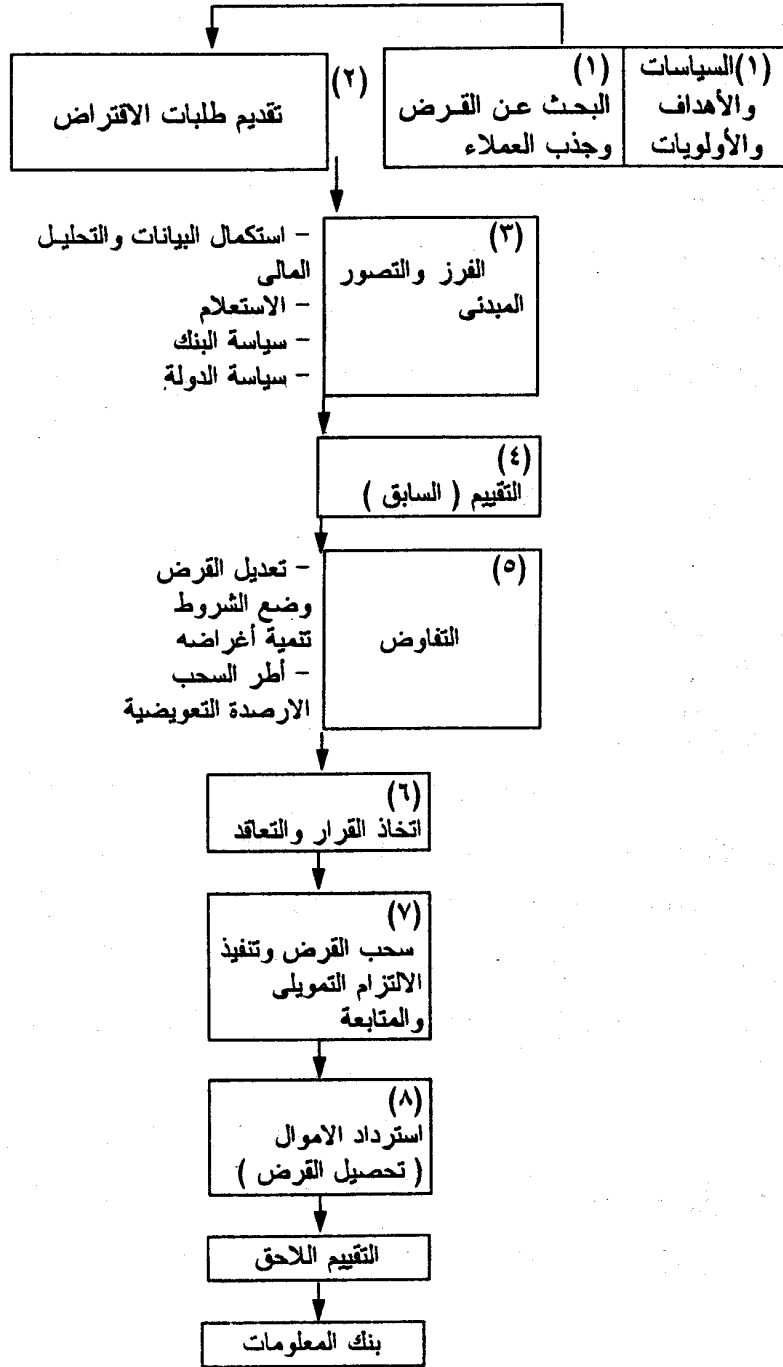 (١) السياسات
والأهداف
والأولويات
(١)
البحث عن القرض
وجذب العملاء
(٢)
تقديم طلبات الاقتراض
(٣)
الفرز والتصور
المبدئى
- استكمال البيانات والتحليل
المالى
- الاستعلام
- سياسة البنك
- سياسة الدولة
(٤)
التقييم ( السابق )
(٥)
التفاوض
- تعديل القرض
وضع الشروط
تنمية أغراضه
- أطر السحب
الارصدة التعويضية
(٦)
اتخاذ القرار والتعاقد
(٧)
سحب القرض وتنفيذ
الالتزام التمويلى
والمتابعة
(٨)
استرداد الاموال
( تحصيل القرض )
التقييم اللاحق
بنك المعلومات